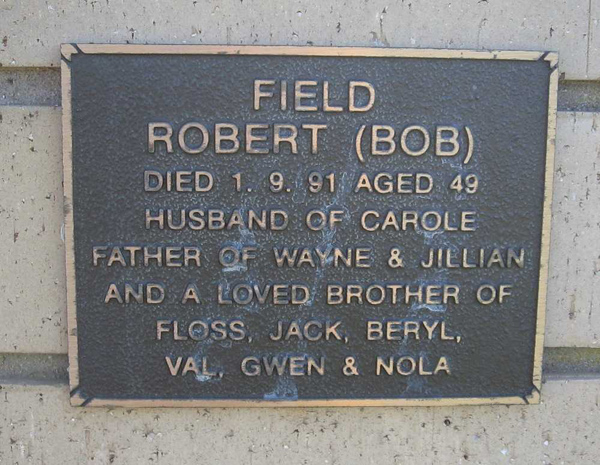 FIELD
ROBERT (BOB)
DIED 1. 9. 91 AGED 49
HUSBAND OF CAROLE
FATHER OF WAYNE & JILLIAN
AND A LOVED BROTHER OF
FLOSS, JACK, BERYL,
VAL, GWEN & NOLA